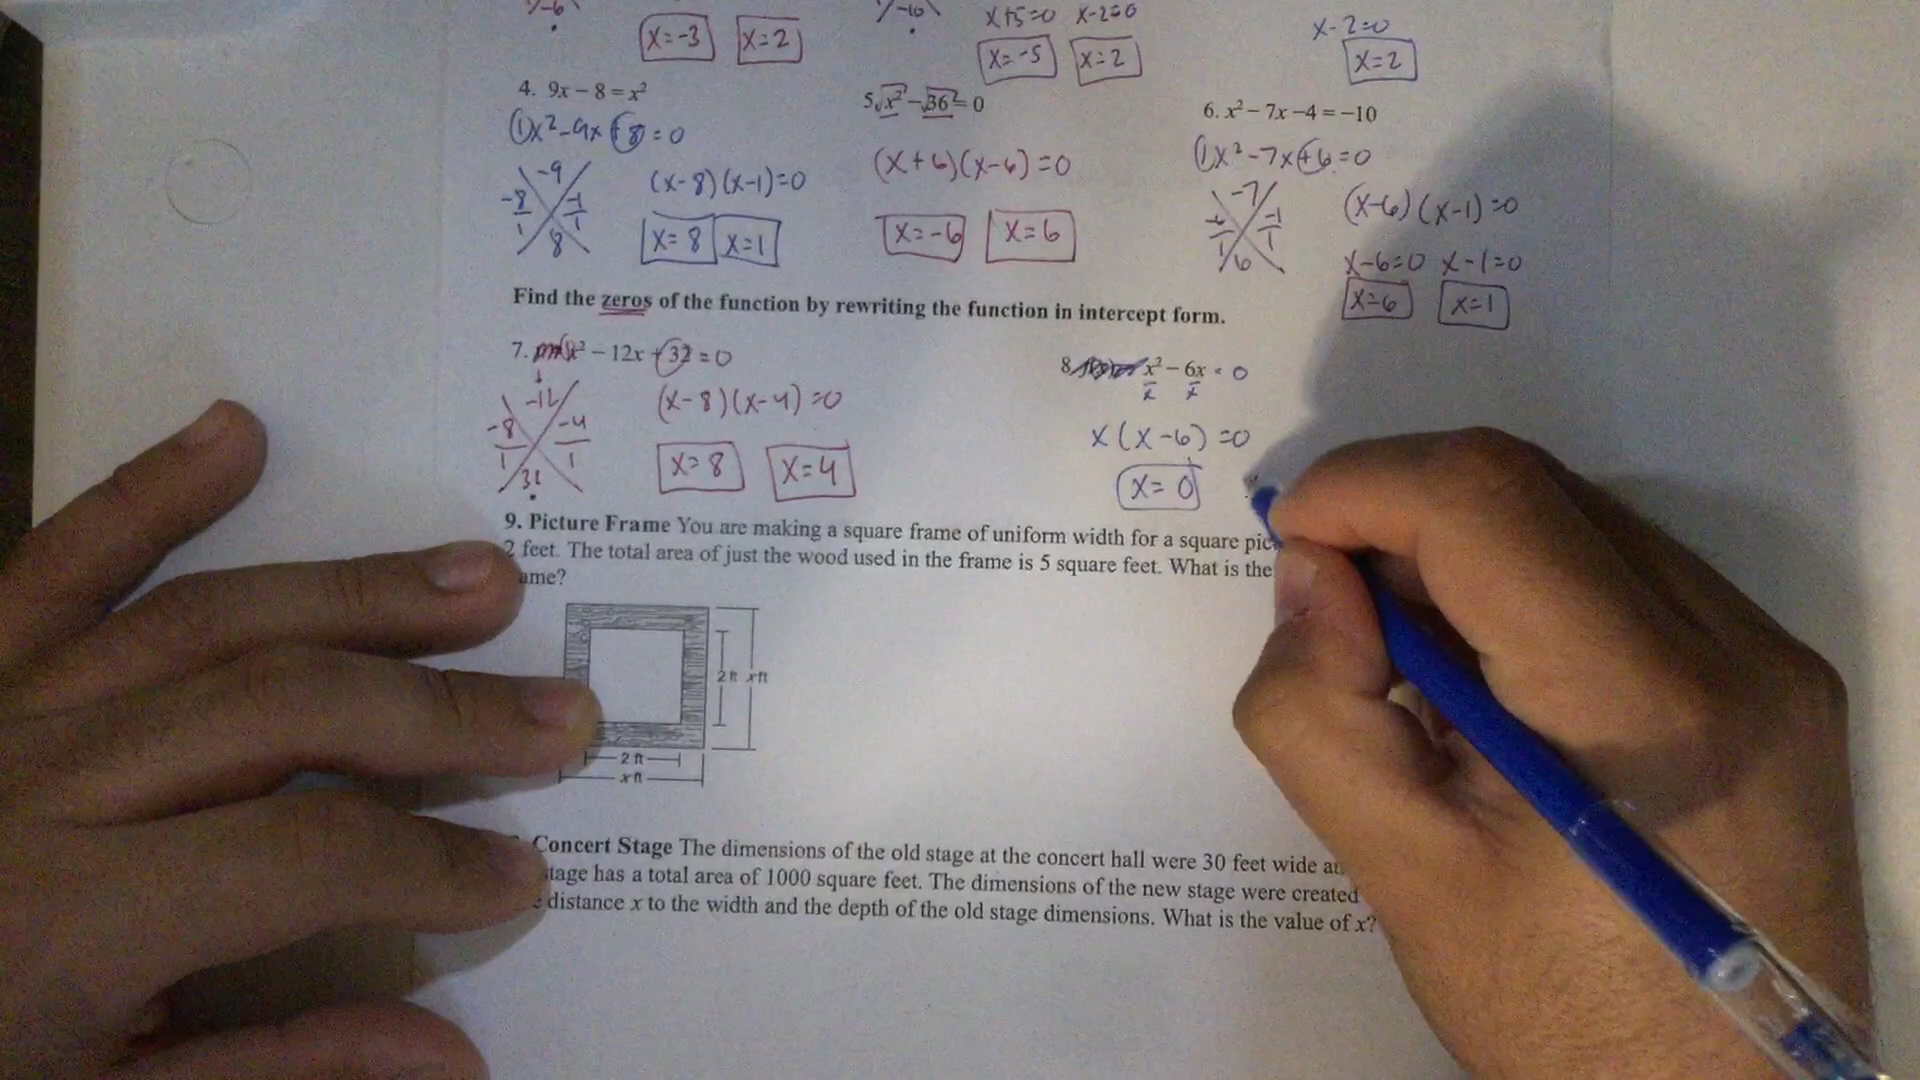 x+5=0 x-2=0
x-2=0
x=-3 x=2
x=-5 x=2
x=2
4. 9x – 8 = x²
(1)x²-9x+8=0
-9
-8/1 -1/1
8
(x-8)(x-1)=0
x=8 x=1
5 √x² – √36² = 0
(x+6)(x-6)=0
x=-6 x=6
6. x² – 7x – 4 = –10
(1)x²-7x+6=0
-7
-6/1 -1/1
6
(x-6)(x-1)=0
x-6=0 x-1=0
x=6 x=1
Find the zeros of the function by rewriting the function in intercept form.
7. x² – 12x + 32 = 0
-12
-8/1 -4/1
32
(x-8)(x-4)=0
x=8 x=4
8 x² – 6x = 0
x x
x(x-6)=0
x=0
9. Picture Frame You are making a square frame of uniform width for a square pic
2 feet. The total area of just the wood used in the frame is 5 square feet. What is the
ame?
2 ft x ft
2 ft
x ft
Concert Stage The dimensions of the old stage at the concert hall were 30 feet wide an
stage has a total area of 1000 square feet. The dimensions of the new stage were created
distance x to the width and the depth of the old stage dimensions. What is the value of x?